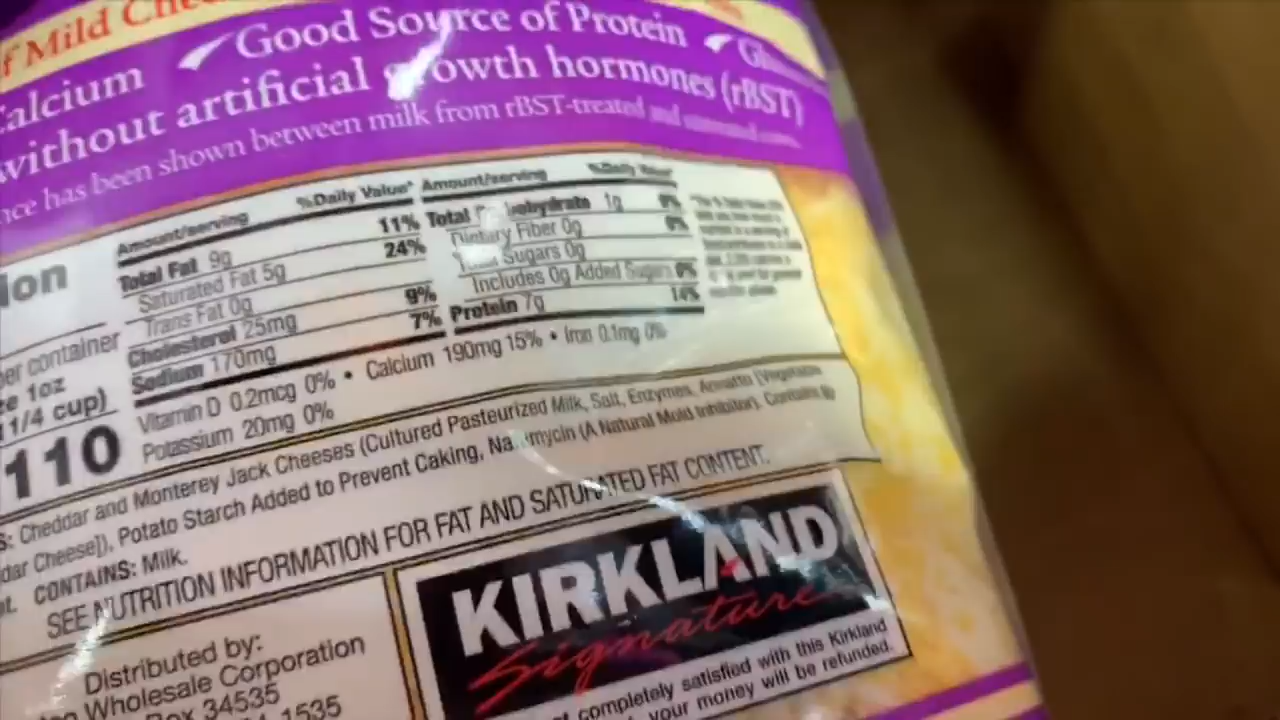 f Mild
Calcium Good Source of Protein
without artificial growth hormones (rBST)
nce has been shown between milk from rBST-treated and
Amount/serving %Daily Value* Amount/serving %Daily Value*
Total Fat 9g 11% Total 1g 0%
Saturated Fat 5g 24% Dietary Fiber 0g 0%
Trans Fat 0g Sugars 0g
Cholesterol 25mg 9% Includes 0g Added Sugars 0%
Sodium 170mg 7% Protein 7g 14%
Vitamin D 0.2mcg 0% • Calcium 190mg 15% • Iron 0.1mg 0%
Potassium 20mg 0%
ion
per container
ze 1oz
1/4 cup)
110
S: Cheddar and Monterey Jack Cheeses (Cultured Pasteurized Milk, Salt, Enzymes, Annatto [Vegetable
dar Cheese]), Potato Starch Added to Prevent Caking, Natamycin (A Natural Mold Inhibitor). Contains
CONTAINS: Milk.
SEE NUTRITION INFORMATION FOR FAT AND SATURATED FAT CONTENT.
Distributed by:
Wholesale Corporation
Box 34535
1535
KIRKLAND
Signature
completely satisfied with this Kirkland
your money will be refunded.